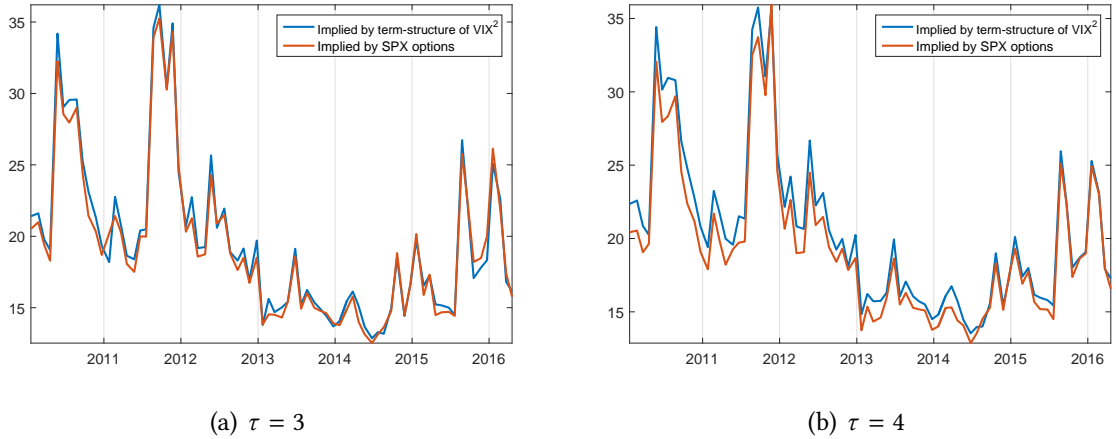 35
30
25
20
15
2011 2012 2013 2014 2015 2016
Implied by term-structure of VIX²
Implied by SPX options
(a) τ = 3
35
30
25
20
15
2011 2012 2013 2014 2015 2016
Implied by term-structure of VIX²
Implied by SPX options
(b) τ = 4